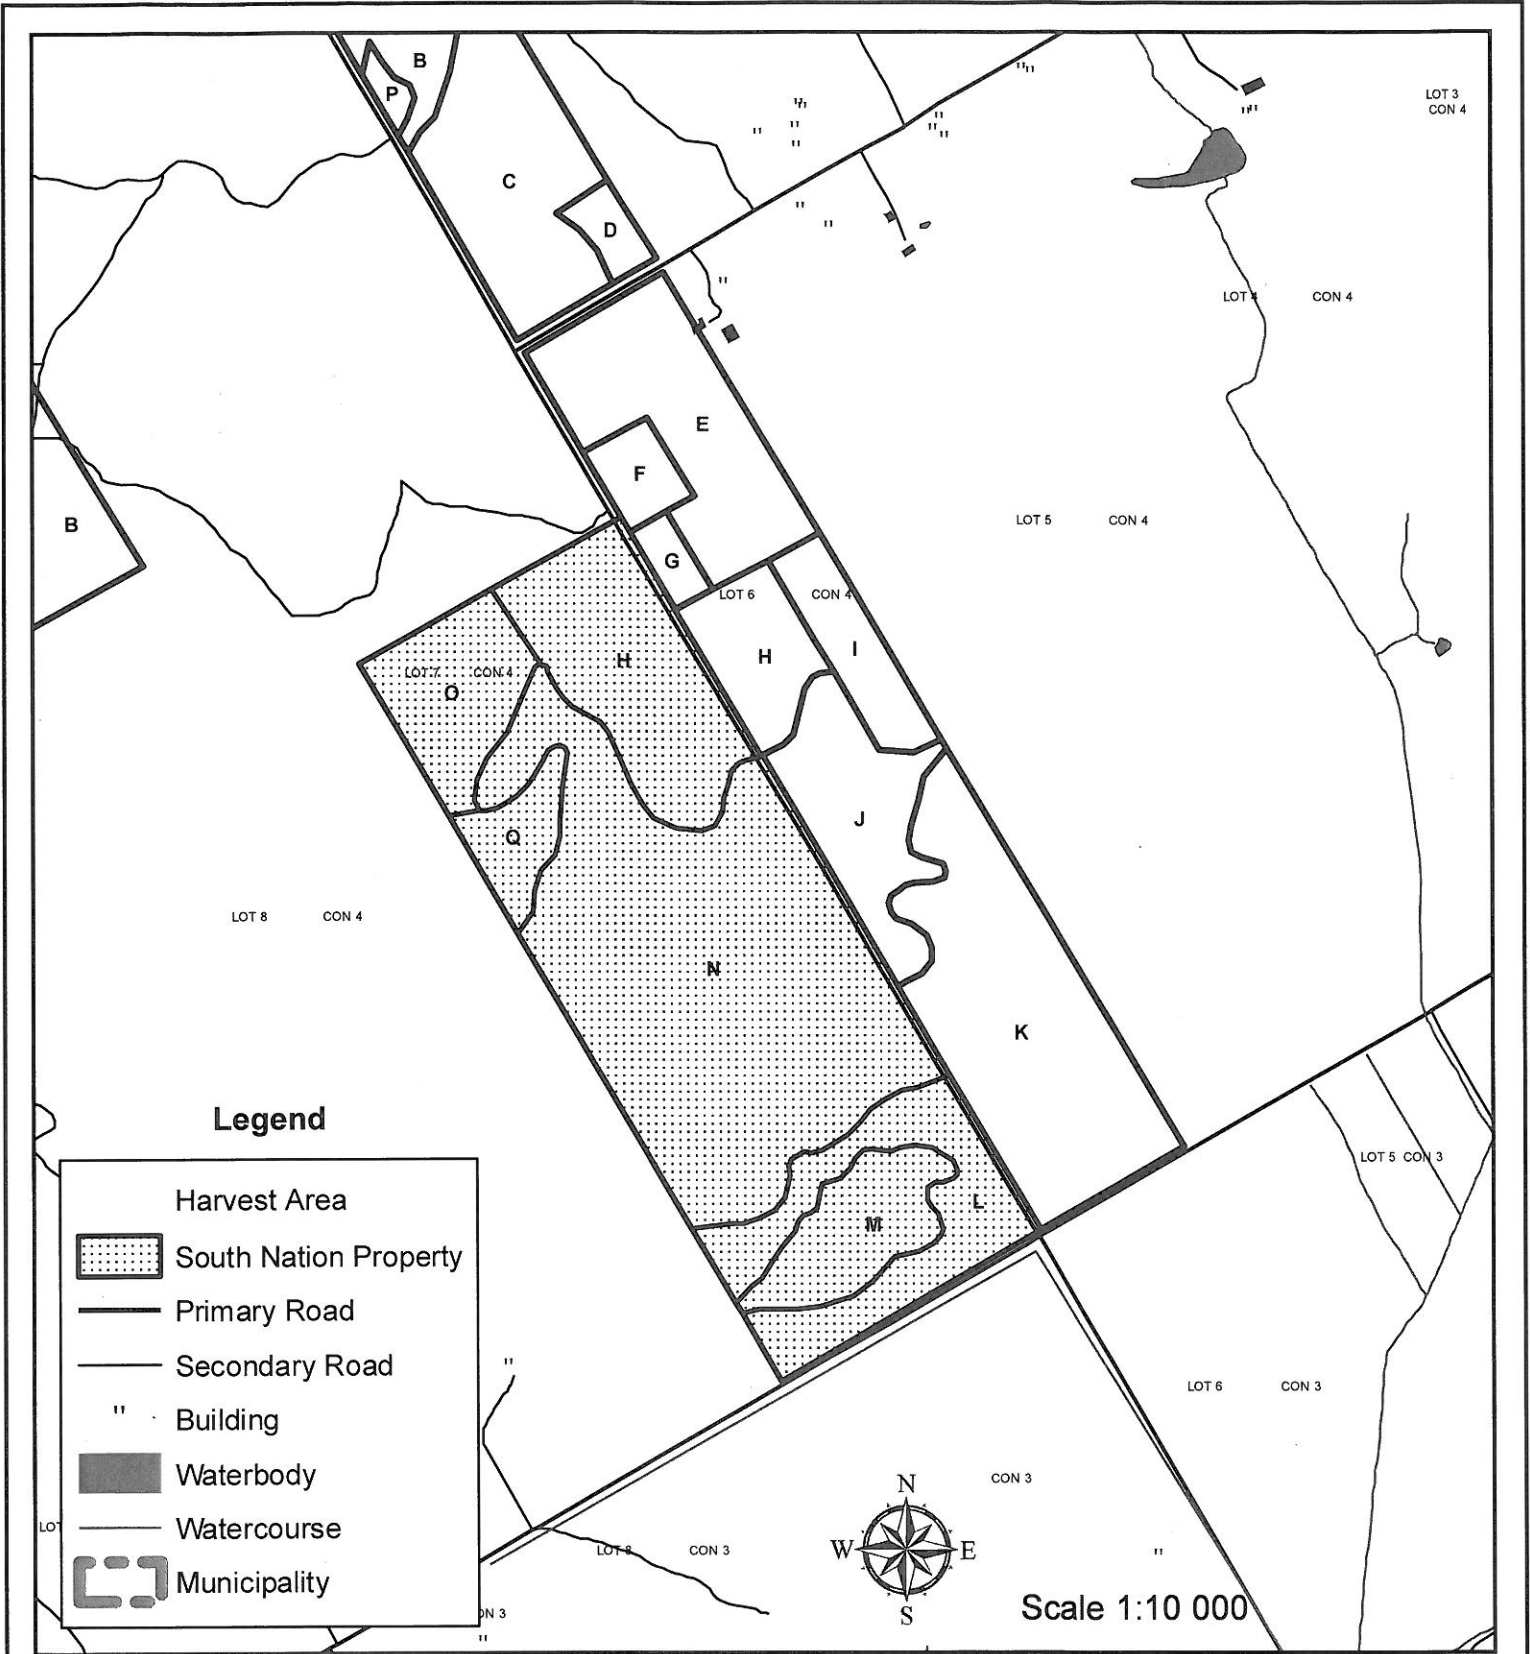 B
P
LOT 3
CON 4
C
D
LOT 4 CON 4
E
F
B
LOT 5 CON 4
G
LOT 6 CON 4
H
H
I
LOT 7 CON 4
O
J
Q
LOT 8 CON 4
N
K
Legend
Harvest Area
South Nation Property
Primary Road
Secondary Road
" Building
Waterbody
Watercourse
Municipality
LOT 5 CON 3
L
M
LOT 6 CON 3
CON 3
LOT 8 CON 3
N
W E
S
Scale 1:10 000